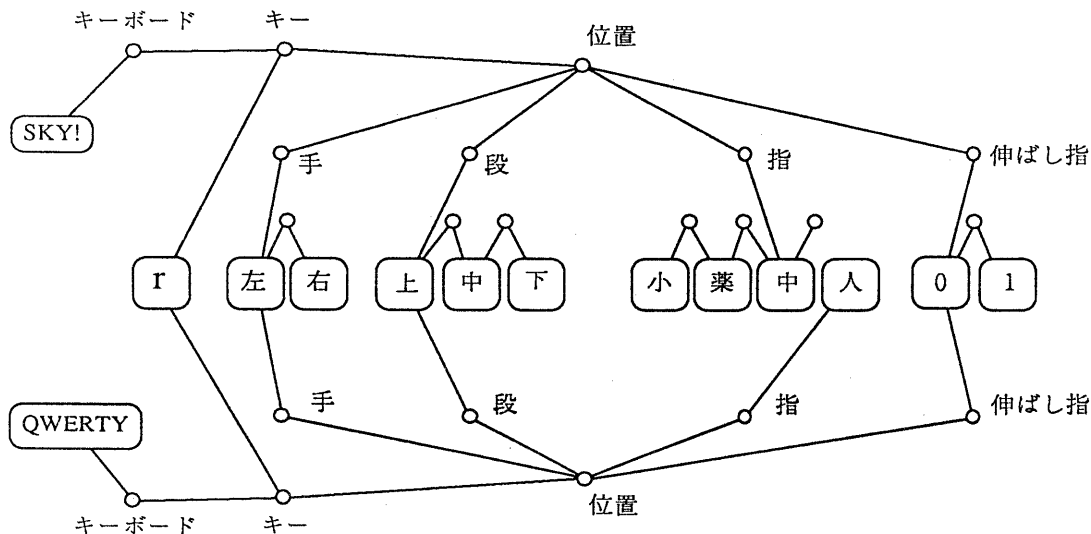 キーボード キー
位置
SKY!
手 段 指 伸ばし指
r 左 右 上 中 下 小 薬 中 人 0 1
手 段 指 伸ばし指
QWERTY
位置
キーボード キー